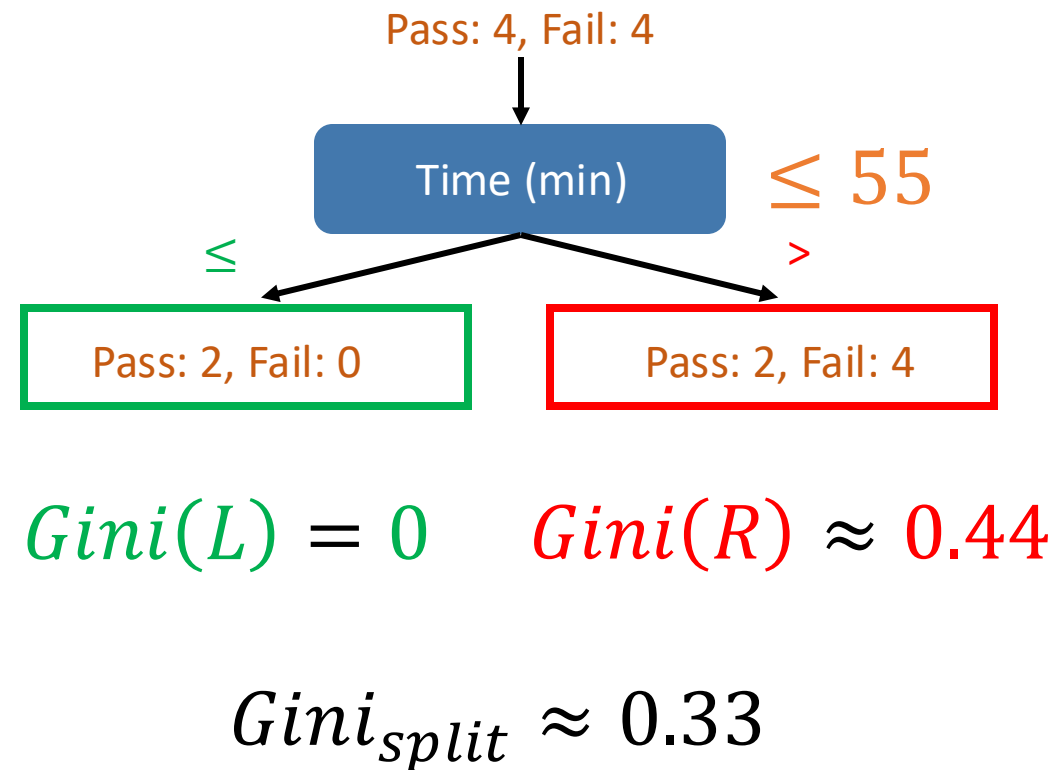 Pass: 4, Fail: 4
Time (min)
≤ 55
≤
>
Pass: 2, Fail: 0
Pass: 2, Fail: 4
Gini(L) = 0
Gini(R) ≈ 0.44
Gini_split ≈ 0.33